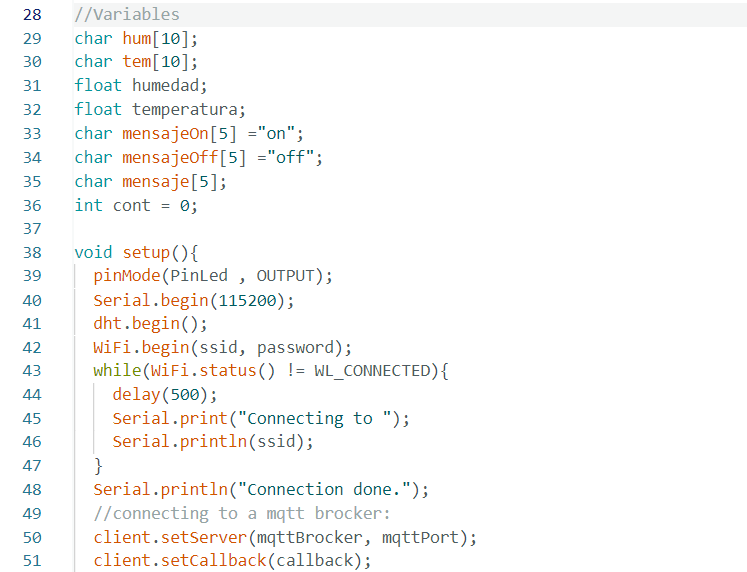 28 //Variables
29 char hum[10];
30 char tem[10];
31 float humedad;
32 float temperatura;
33 char mensajeOn[5] ="on";
34 char mensajeOff[5] ="off";
35 char mensaje[5];
36 int cont = 0;
37
38 void setup(){
39   pinMode(PinLed , OUTPUT);
40   Serial.begin(115200);
41   dht.begin();
42   WiFi.begin(ssid, password);
43   while(WiFi.status() != WL_CONNECTED){
44     delay(500);
45     Serial.print("Connecting to ");
46     Serial.println(ssid);
47   }
48   Serial.println("Connection done.");
49   //connecting to a mqtt brocker:
50   client.setServer(mqttBrocker, mqttPort);
51   client.setCallback(callback);